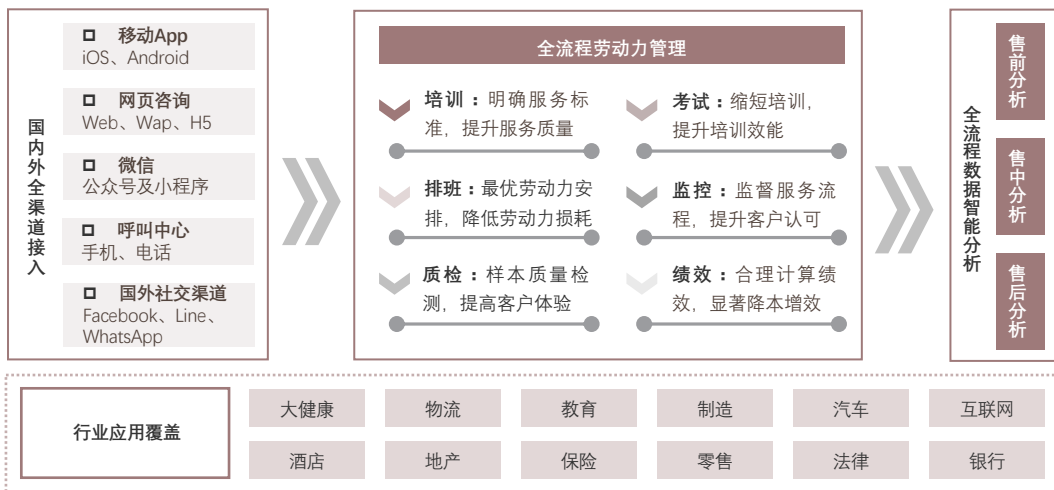 国内外全渠道接入
移动App
iOS、Android
网页咨询
Web、Wap、H5
微信
公众号及小程序
呼叫中心
手机、电话
国外社交渠道
Facebook、Line、
WhatsApp
全流程劳动力管理
培训：明确服务标
准，提升服务质量
考试：缩短培训，
提升培训效能
排班：最优劳动力安
排，降低劳动力损耗
监控：监督服务流
程，提升客户认可
质检：样本质量检
测，提高客户体验
绩效：合理计算绩
效，显著降本增效
全流程数据智能分析
售前分析
售中分析
售后分析
行业应用覆盖
大健康
物流
教育
制造
汽车
互联网
酒店
地产
保险
零售
法律
银行